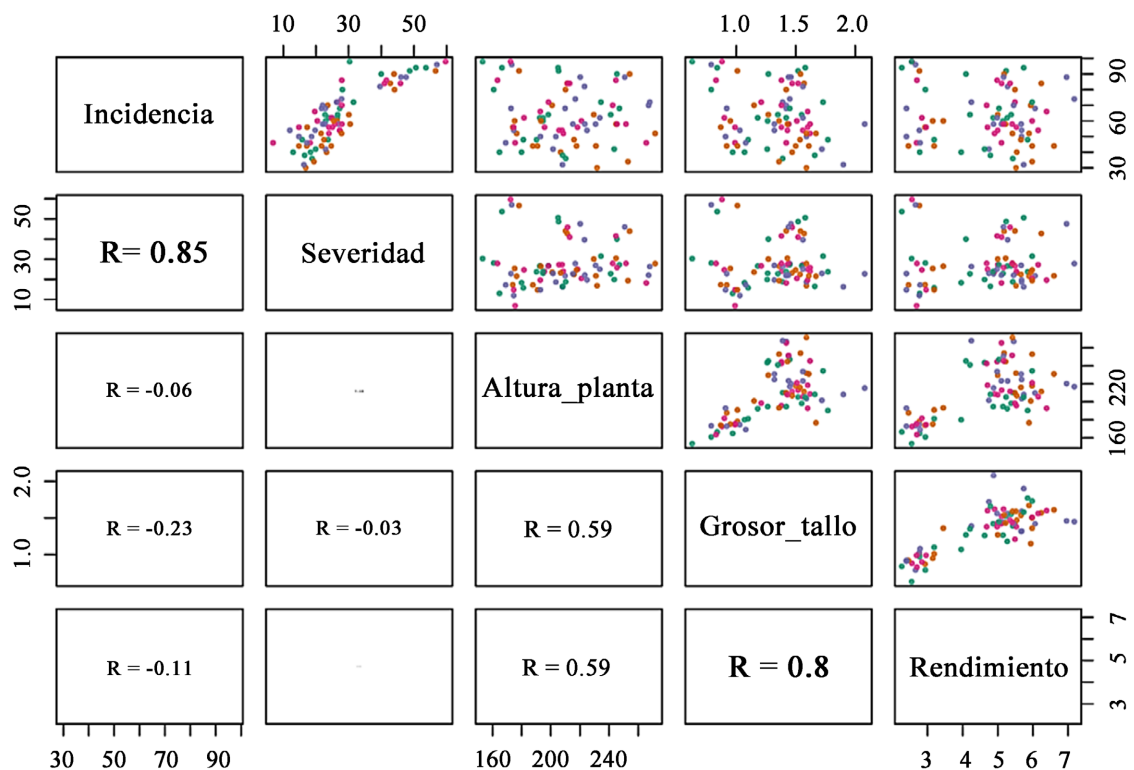 10 30 50
1.0 1.5 2.0
Incidencia
30 60 90
10 30 50
R= 0.85
Severidad
R = -0.06
Altura_planta
160 220
1.0 2.0
R = -0.23
R = -0.03
R = 0.59
Grosor_tallo
R = -0.11
R = 0.59
R = 0.8
Rendimiento
3 5 7
30 50 70 90
160 200 240
3 4 5 6 7